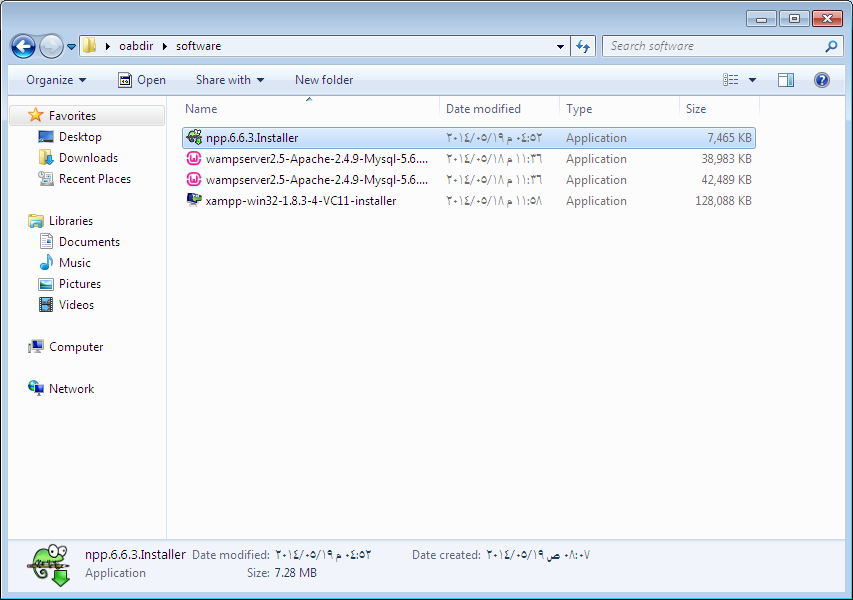 oabdir ▸ software
Search software
Organize Open Share with New folder
Name Date modified Type Size
Favorites
Desktop
Downloads
Recent Places
Libraries
Documents
Music
Pictures
Videos
Computer
Network
npp.6.6.3.Installer ٢٠١٤/٠٥/١٩ م ٠٤:٥٢ Application 7,465 KB
wampserver2.5-Apache-2.4.9-Mysql-5.6.... ٢٠١٤/٠٥/١٨ م ١١:٣٦ Application 38,983 KB
wampserver2.5-Apache-2.4.9-Mysql-5.6.... ٢٠١٤/٠٥/١٨ م ١١:٣٦ Application 42,489 KB
xampp-win32-1.8.3-4-VC11-installer ٢٠١٤/٠٥/١٨ م ١١:٥٨ Application 128,088 KB
npp.6.6.3.Installer Date modified: ٢٠١٤/٠٥/١٩ م ٠٤:٥٢ Date created: ٢٠١٤/٠٥/١٩ ص ٠٨:٠٧
Application Size: 7.28 MB